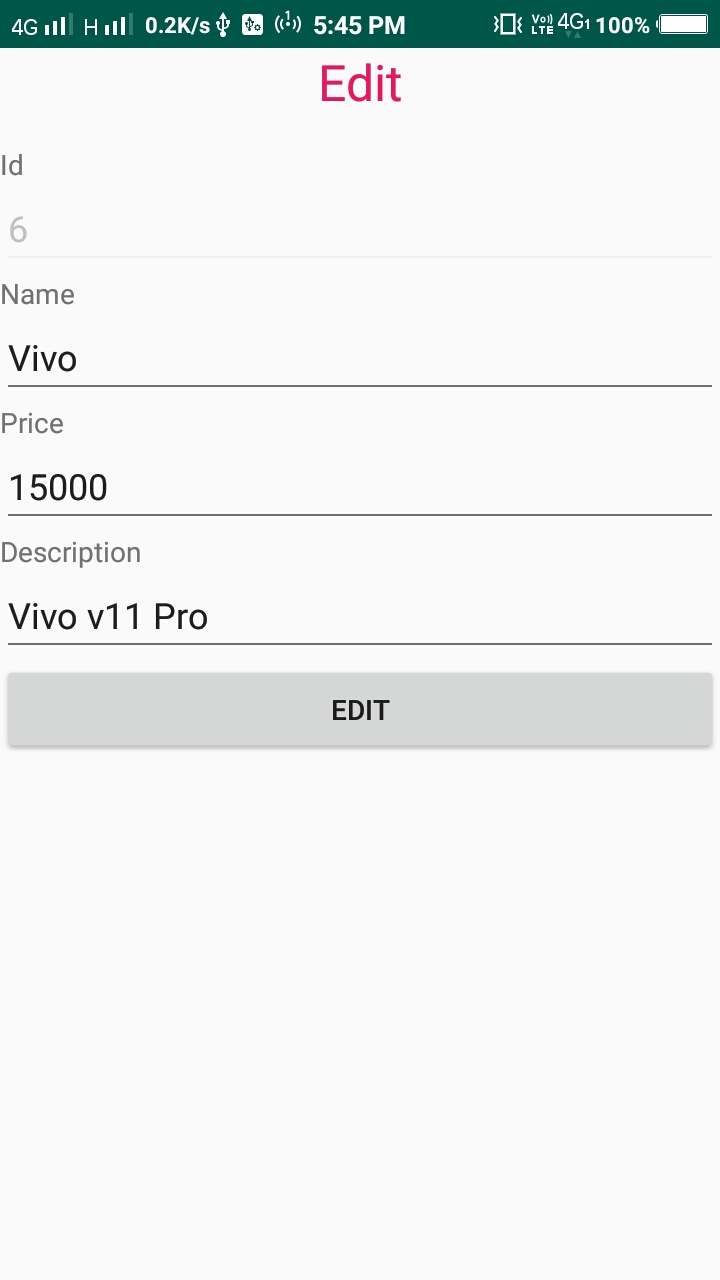 4G H 0.2K/s 5:45 PM Vo) LTE 4G1 100%
Edit
Id
6
Name
Vivo
Price
15000
Description
Vivo v11 Pro
EDIT